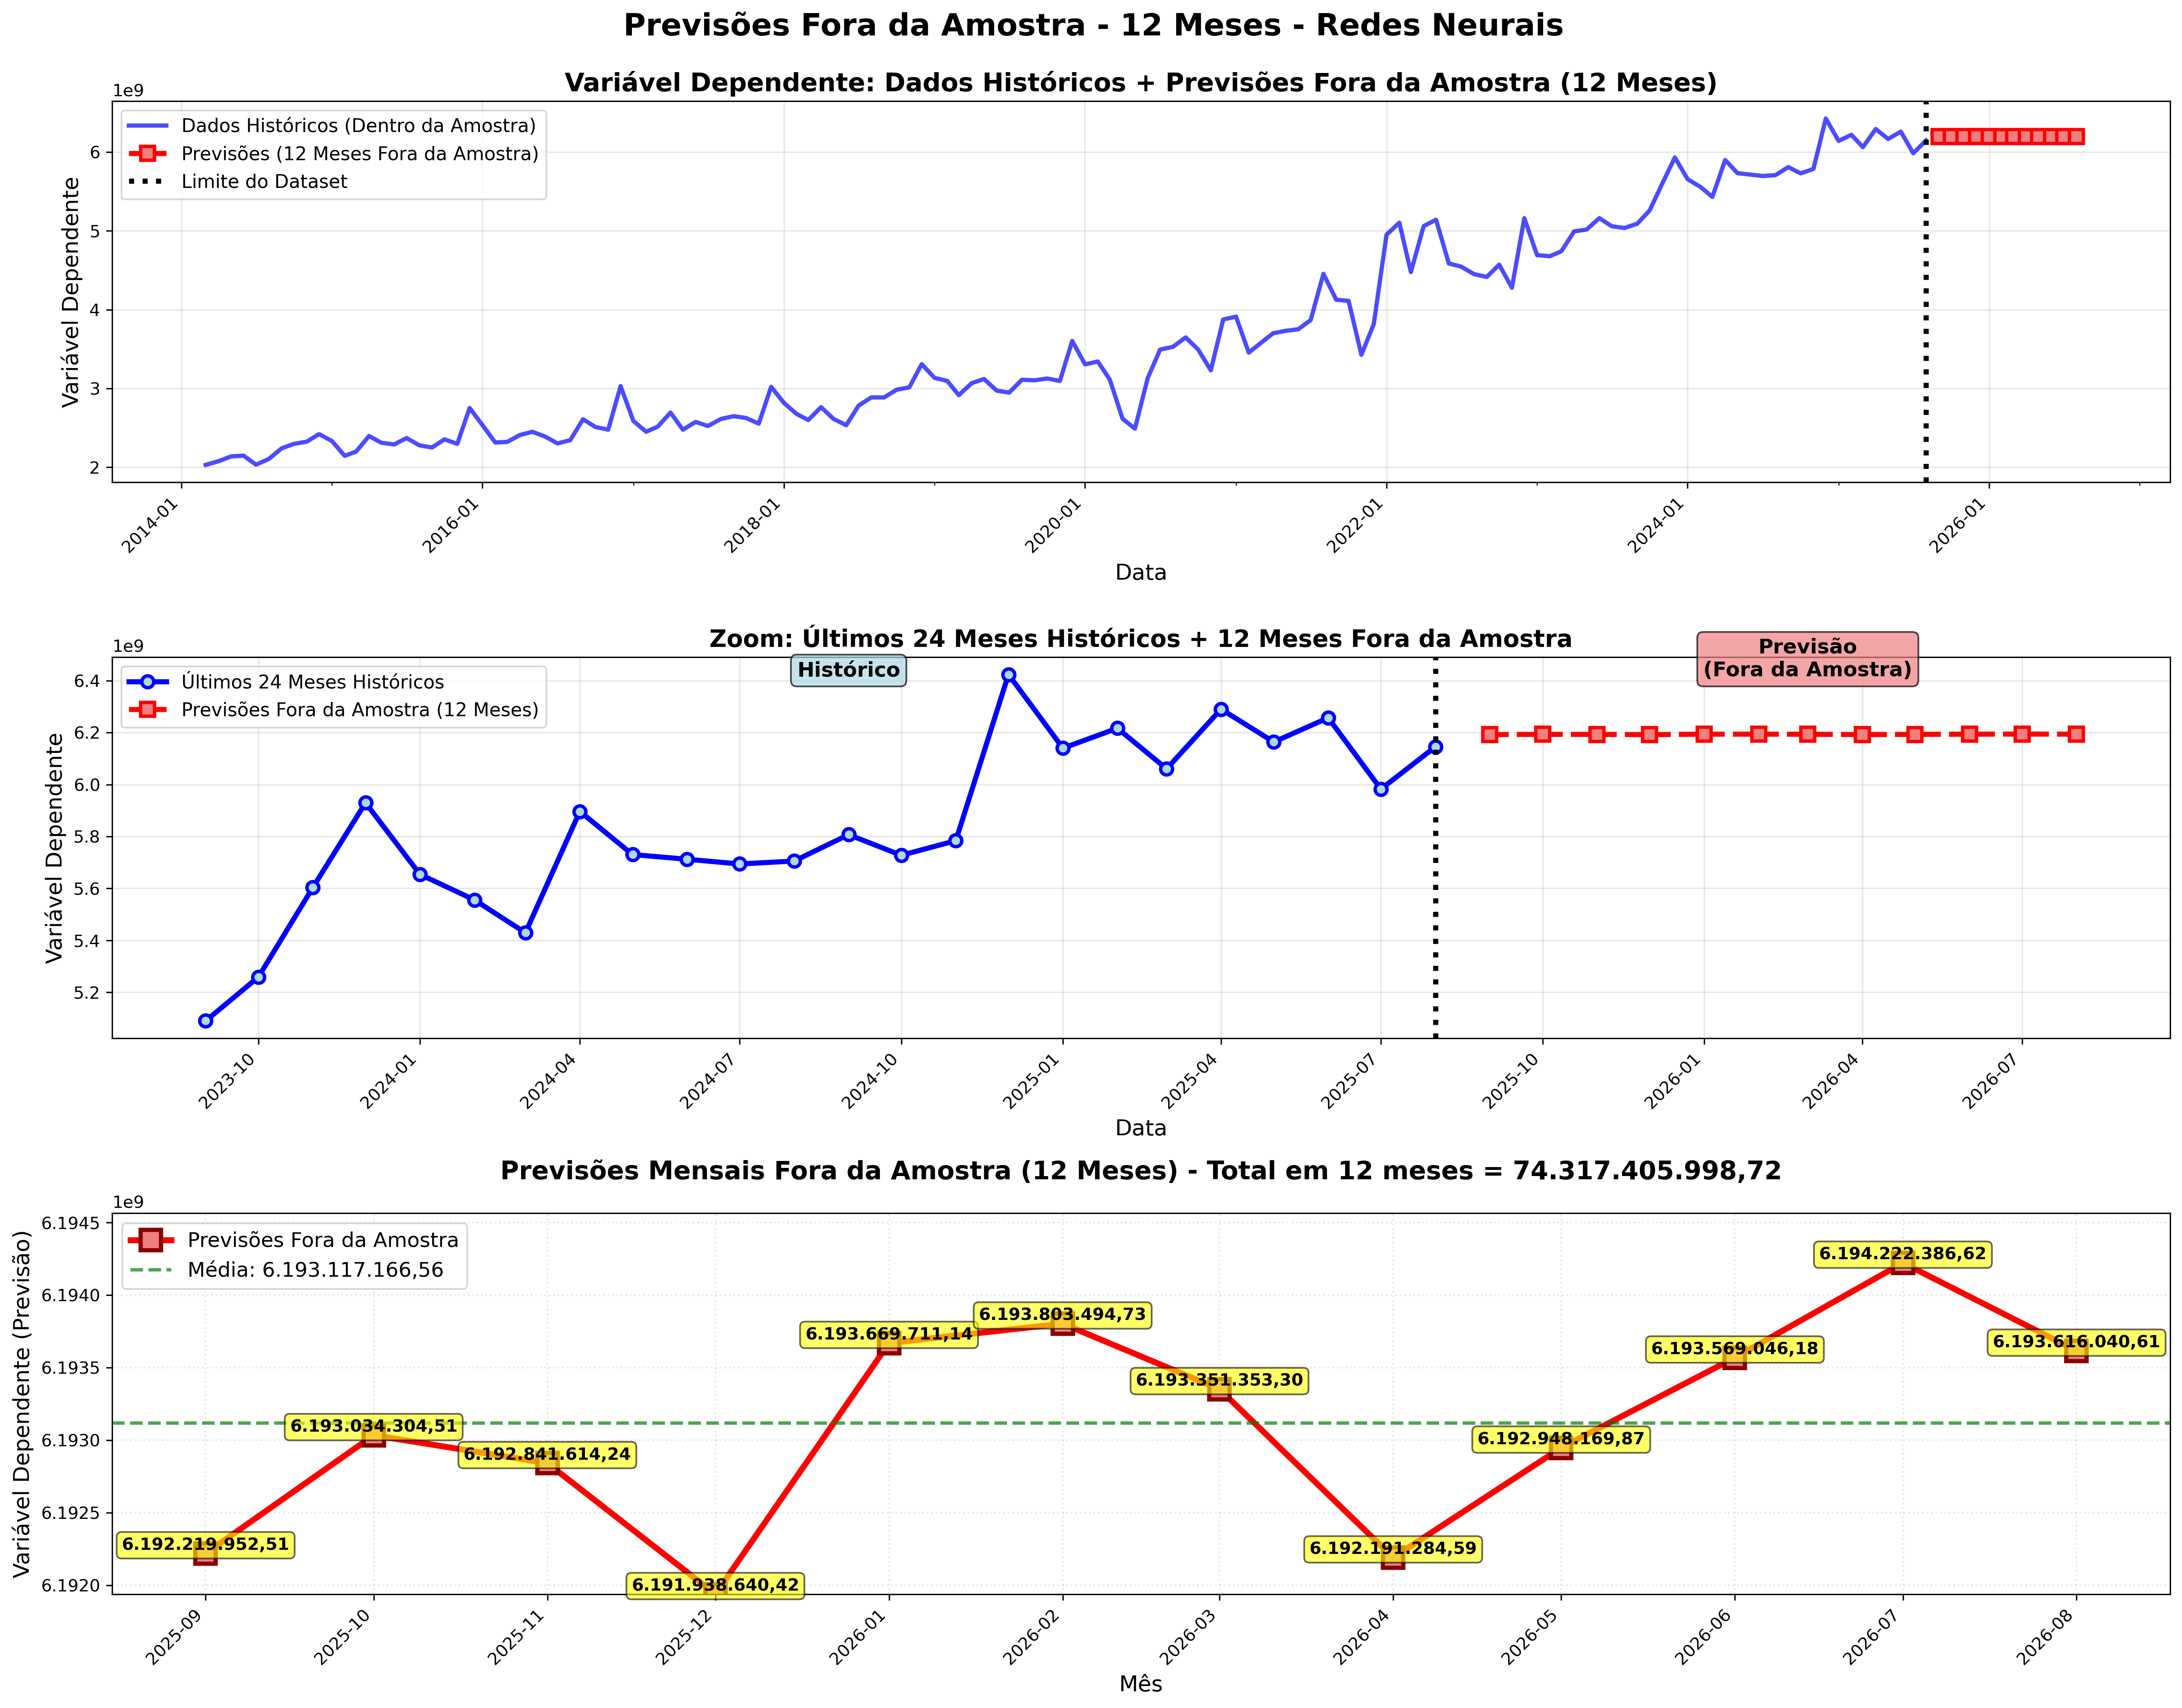 Previsões Fora da Amostra - 12 Meses - Redes Neurais
Variável Dependente: Dados Históricos + Previsões Fora da Amostra (12 Meses)
1e9
Dados Históricos (Dentro da Amostra)
Previsões (12 Meses Fora da Amostra)
Limite do Dataset
Variável Dependente
6
5
4
3
2
2014-01
2016-01
2018-01
2020-01
2022-01
2024-01
2026-01
Data
Zoom: Últimos 24 Meses Históricos + 12 Meses Fora da Amostra
1e9
Últimos 24 Meses Históricos
Previsões Fora da Amostra (12 Meses)
Histórico
Previsão
(Fora da Amostra)
Variável Dependente
6.4
6.2
6.0
5.8
5.6
5.4
5.2
2023-10
2024-01
2024-04
2024-07
2024-10
2025-01
2025-04
2025-07
2025-10
2026-01
2026-04
2026-07
Data
Previsões Mensais Fora da Amostra (12 Meses) - Total em 12 meses = 74.317.405.998,72
1e9
Previsões Fora da Amostra
Média: 6.193.117.166,56
Variável Dependente (Previsão)
6.1945
6.1940
6.1935
6.1930
6.1925
6.1920
6.192.219.952,51
6.193.034.304,51
6.192.841.614,24
6.191.938.640,42
6.193.669.711,14
6.193.803.494,73
6.193.351.353,30
6.192.191.284,59
6.192.948.169,87
6.193.569.046,18
6.194.222.386,62
6.193.616.040,61
2025-09
2025-10
2025-11
2025-12
2026-01
2026-02
2026-03
2026-04
2026-05
2026-06
2026-07
2026-08
Mês